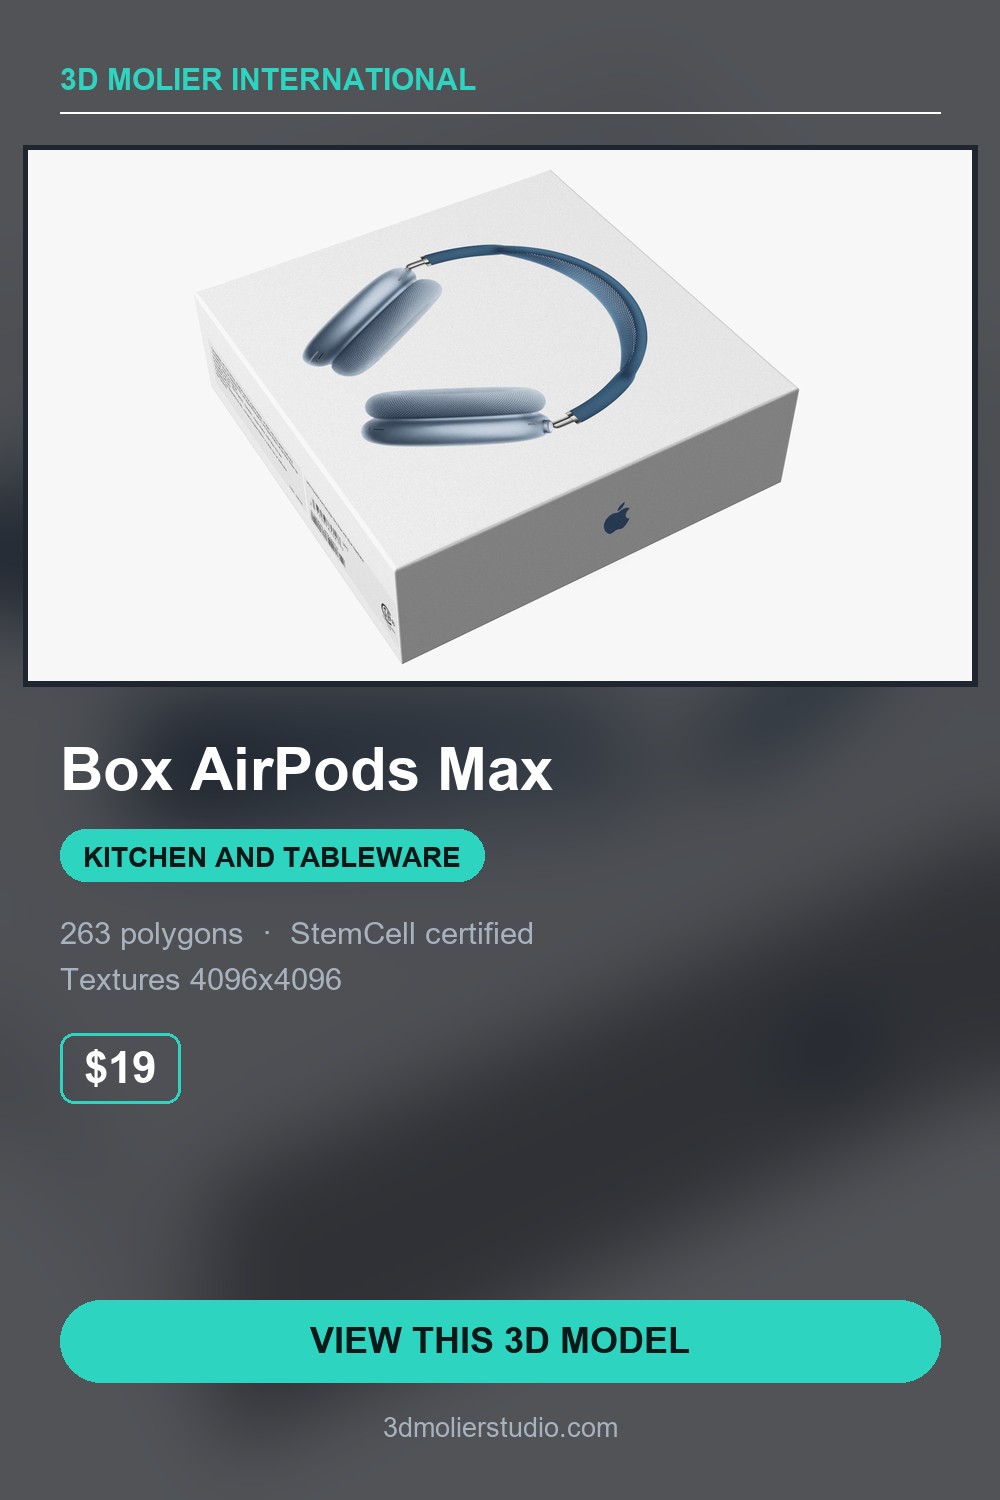 3D MOLIER INTERNATIONAL
Box AirPods Max
KITCHEN AND TABLEWARE
263 polygons · StemCell certified
Textures 4096x4096
$19
VIEW THIS 3D MODEL
3dmolierstudio.com